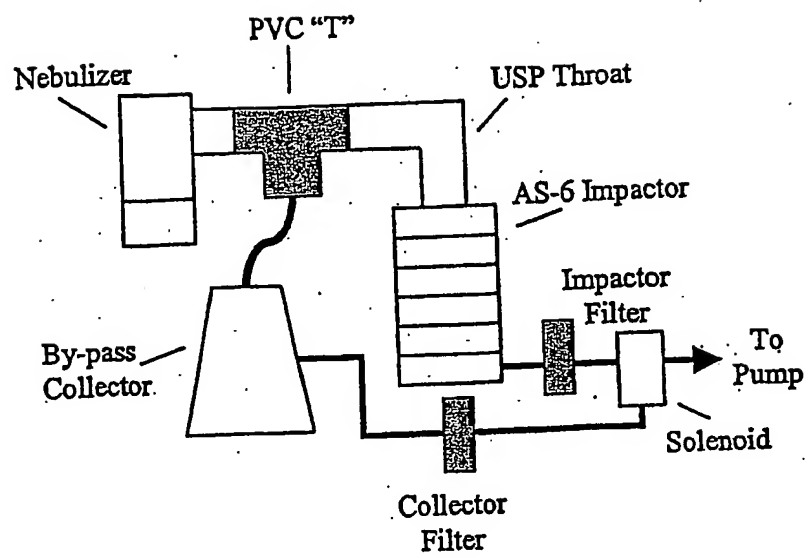 PVC “T”
Nebulizer
USP Throat
AS-6 Impactor
Impactor
Filter
To
Pump
By-pass
Collector
Solenoid
Collector
Filter